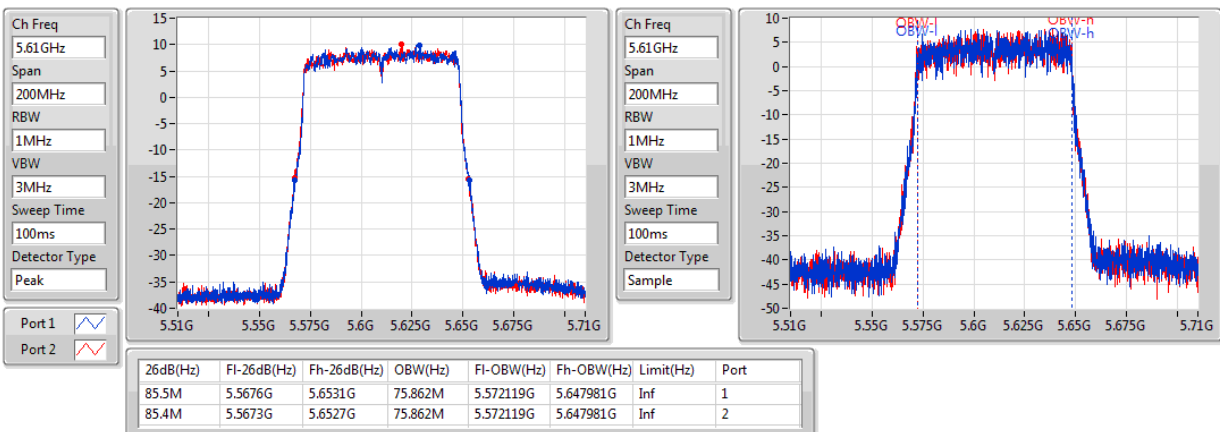 Ch Freq
5.61GHz
Span
200MHz
RBW
1MHz
VBW
3MHz
Sweep Time
100ms
Detector Type
Peak
Port 1
Port 2
15
10
5
0
-5
-10
-15
-20
-25
-30
-35
-40
5.51G 5.55G 5.575G 5.6G 5.625G 5.65G 5.675G 5.71G
Ch Freq
5.61GHz
Span
200MHz
RBW
1MHz
VBW
3MHz
Sweep Time
100ms
Detector Type
Sample
OBW-l OBW-h
OBW-l OBW-h
10
5
0
-5
-10
-15
-20
-25
-30
-35
-40
-45
-50
5.51G 5.55G 5.575G 5.6G 5.625G 5.65G 5.675G 5.71G
26dB(Hz) Fl-26dB(Hz) Fh-26dB(Hz) OBW(Hz) Fl-OBW(Hz) Fh-OBW(Hz) Limit(Hz) Port
85.5M 5.5676G 5.6531G 75.862M 5.572119G 5.647981G Inf 1
85.4M 5.5673G 5.6527G 75.862M 5.572119G 5.647981G Inf 2